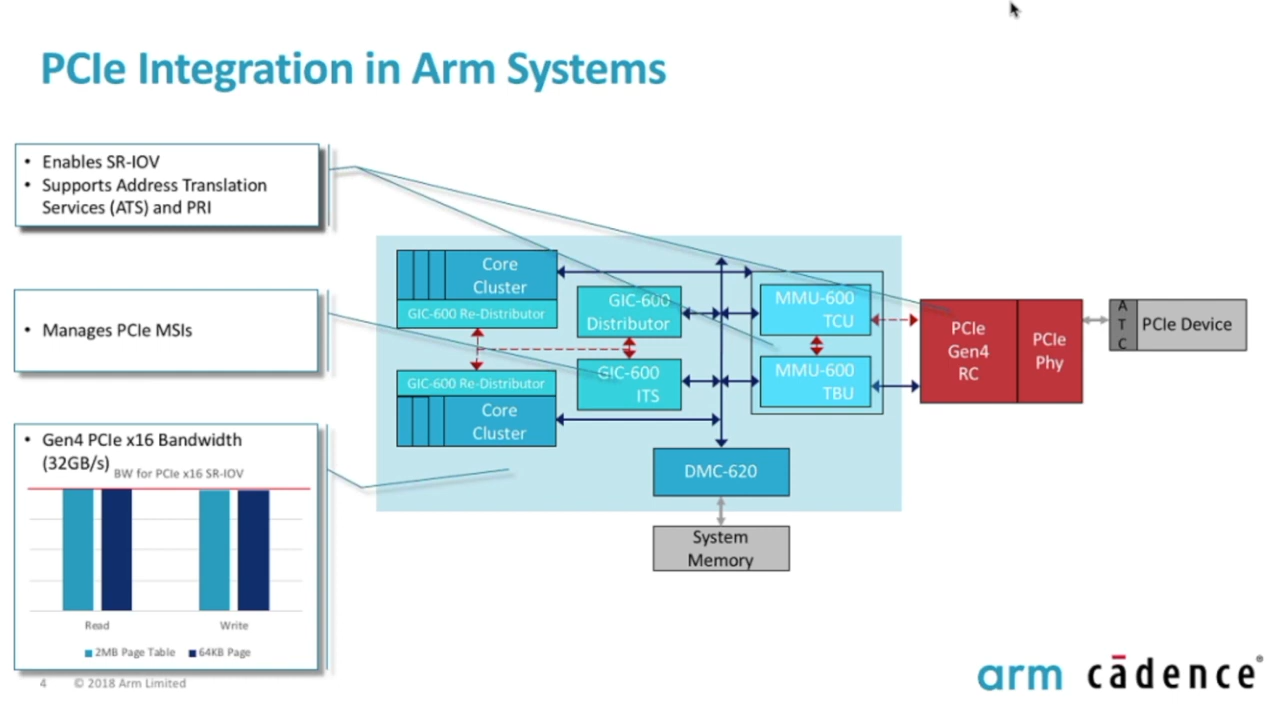 PCIe Integration in Arm Systems
• Enables SR-IOV
• Supports Address Translation
Services (ATS) and PRI
• Manages PCIe MSIs
• Gen4 PCIe x16 Bandwidth
(32GB/s)
BW for PCIe x16 SR-IOV
Read
Write
2MB Page Table
64KB Page
Core
Cluster
GIC-600 Re-Distributor
GIC-600 Re-Distributor
Core
Cluster
GIC-600
Distributor
GIC-600
ITS
MMU-600
TCU
MMU-600
TBU
DMC-620
System
Memory
PCIe
Gen4
RC
PCIe
Phy
A
T
C
PCIe Device
4
© 2018 Arm Limited
arm
cādence®